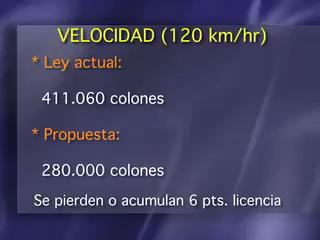 VELOCIDAD (120 km/hr)
* Ley actual:
411.060 colones
* Propuesta:
280.000 colones
Se pierden o acumulan 6 pts. licencia